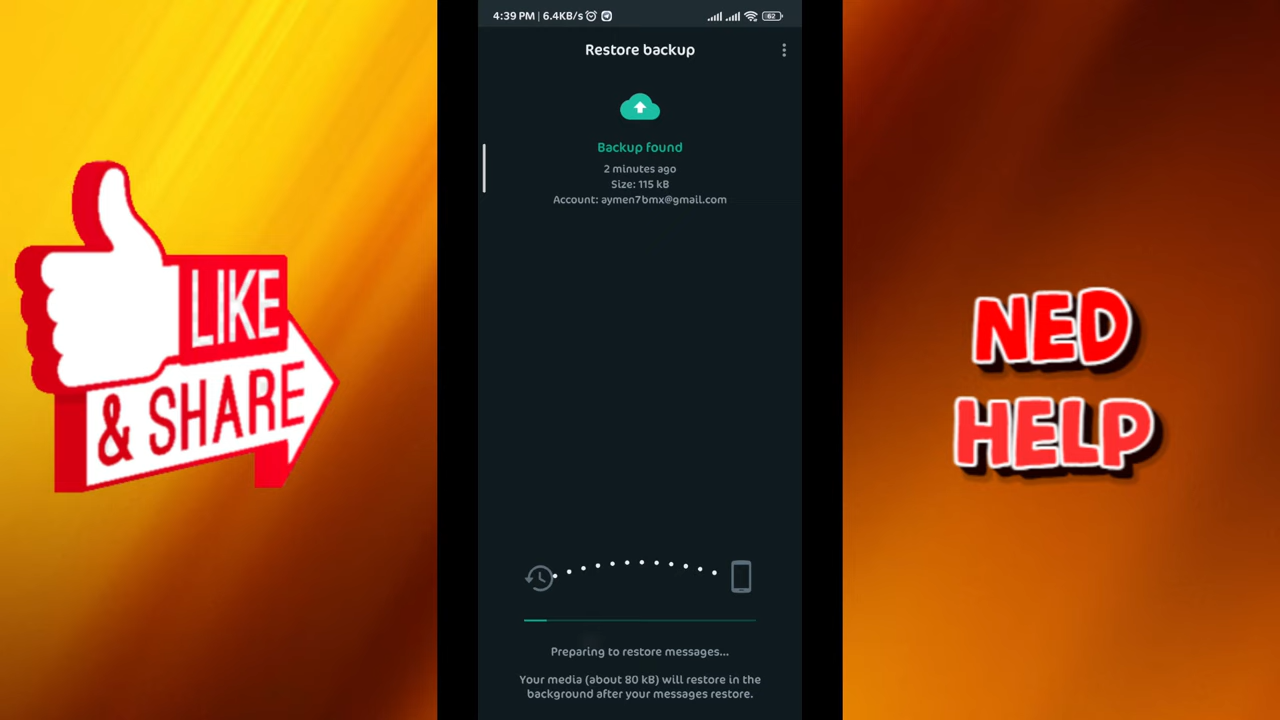 LIKE
& SHARE
4:39 PM | 6.4KB/s
62
Restore backup
Backup found
2 minutes ago
Size: 115 kB
Account: aymen7bmx@gmail.com
Preparing to restore messages...
Your media (about 80 kB) will restore in the
background after your messages restore.
NED
HELP